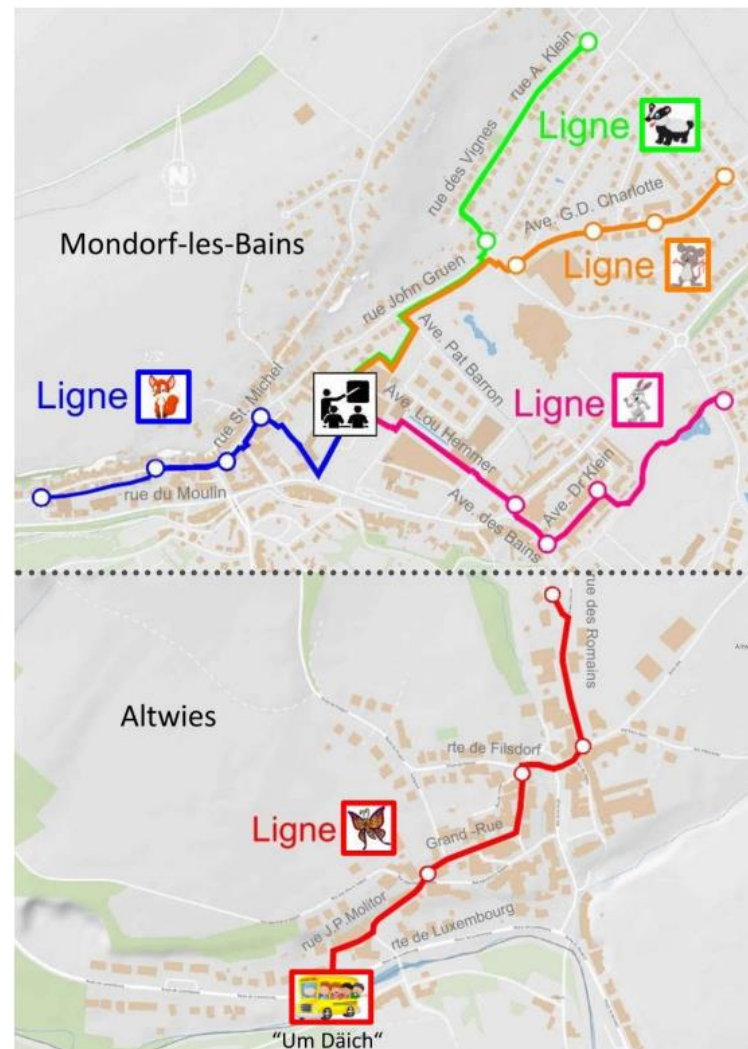 rue A. Klein
Ligne
rue des Vignes
Ave. G.D. Charlotte
N
Mondorf-les-Bains
Ligne
rue John Gruen
Ave. Pat Barron
Ligne
rue St. Michel
Ave. Lou Hemmer
Ligne
Ave. Dr Klein
rue du Moulin
Ave. des Bains
rue des Romains
Altwies
rte de Filsdorf
Ligne
Grand -Rue
rue J.P.Molitor
rte de Luxembourg
"Um Däich"